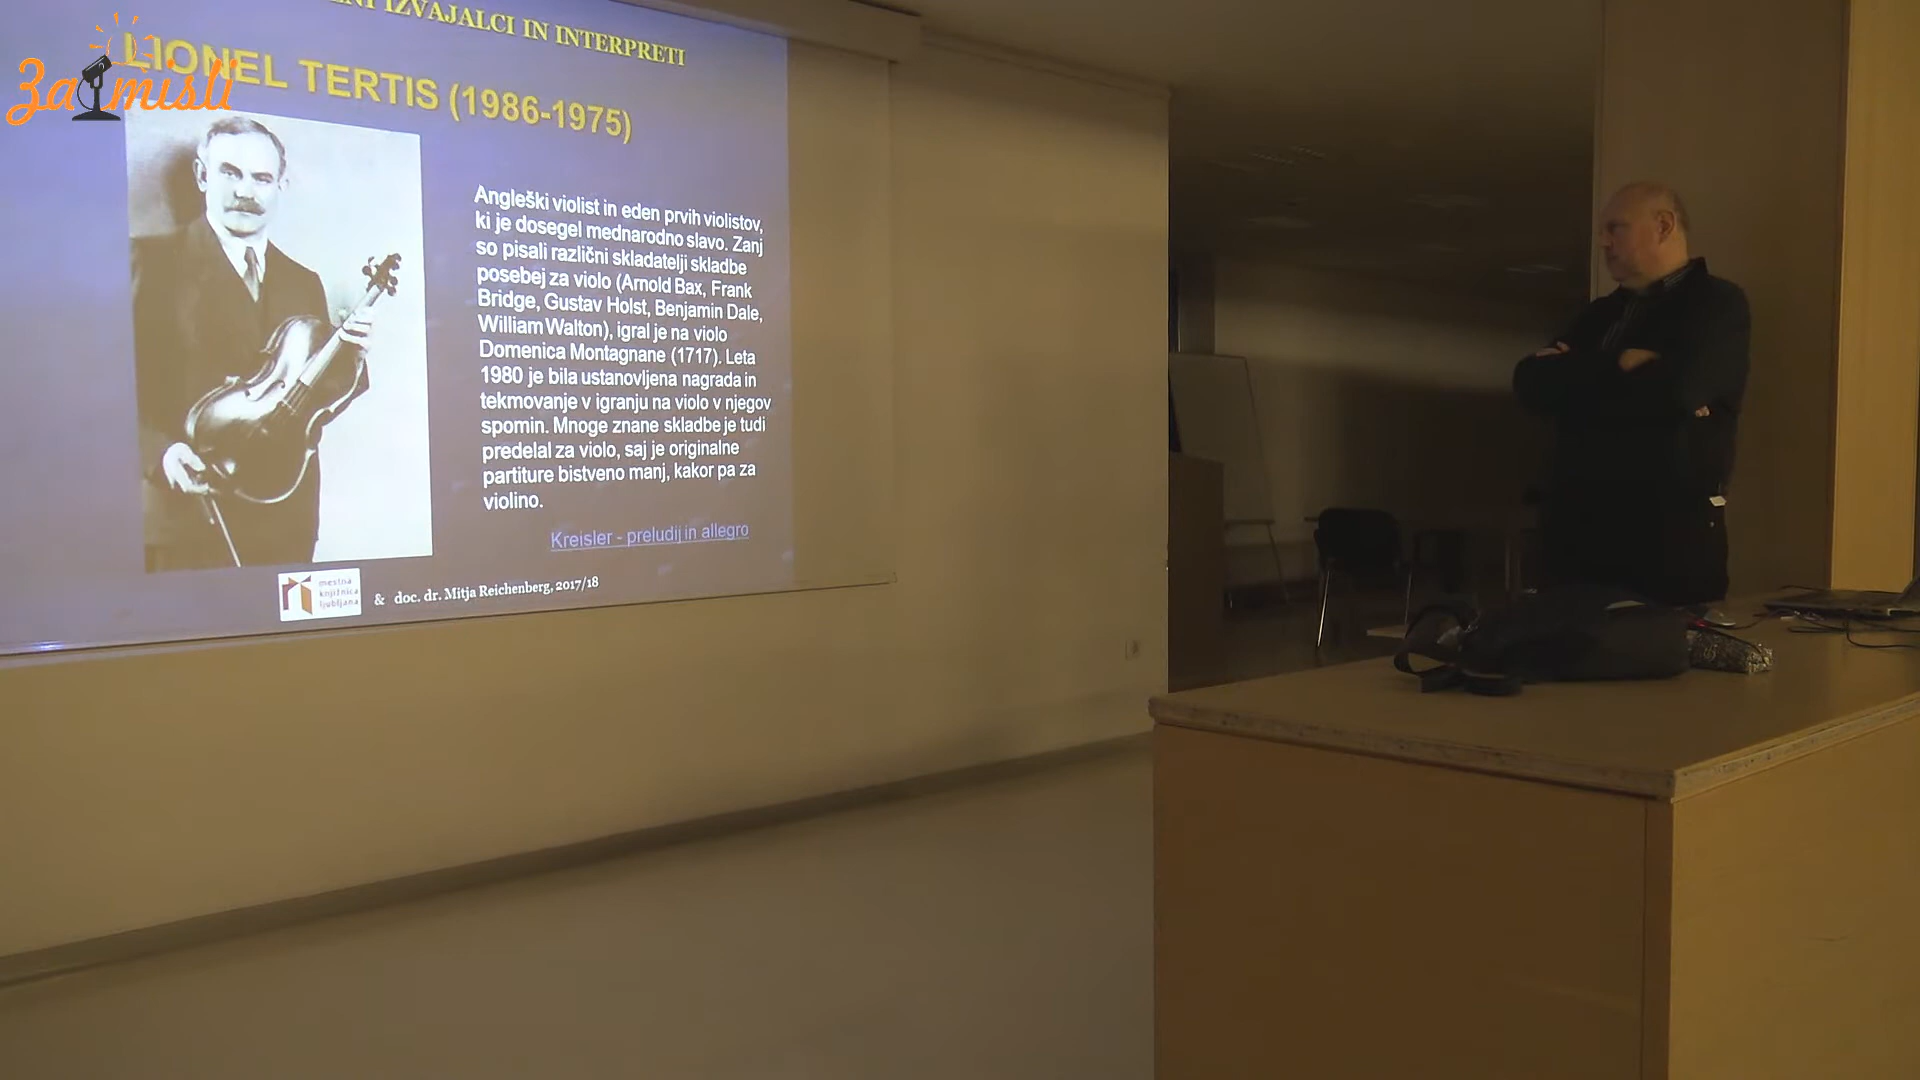 IZVAJALCI IN INTERPRETI
LIONEL TERTIS (1986-1975)
Za misli
Angleški violist in eden prvih violistov,
ki je dosegel mednarodno slavo. Zanj
so pisali različni skladatelji skladbe
posebej za violo (Arnold Bax, Frank
Bridge, Gustav Holst, Benjamin Dale,
William Walton), igral je na violo
Domenica Montagnane (1717). Leta
1980 je bila ustanovljena nagrada in
tekmovanje v igranju na violo v njegov
spomin. Mnoge znane skladbe je tudi
predelal za violo, saj je originalne
partiture bistveno manj, kakor pa za
violino.
Kreisler - preludij in allegro
mestna
knjižnica
ljubljana
& doc. dr. Mitja Reichenberg, 2017/18